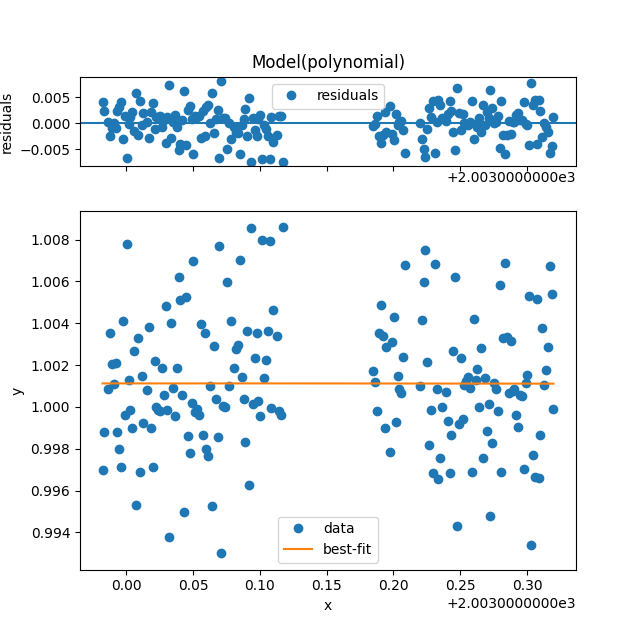 Model(polynomial)
residuals
0.005
0.000
−0.005
residuals
+2.0030000000e3
y
1.008
1.006
1.004
1.002
1.000
0.998
0.996
0.994
data
best-fit
0.00 0.05 0.10 0.15 0.20 0.25 0.30
x
+2.0030000000e3